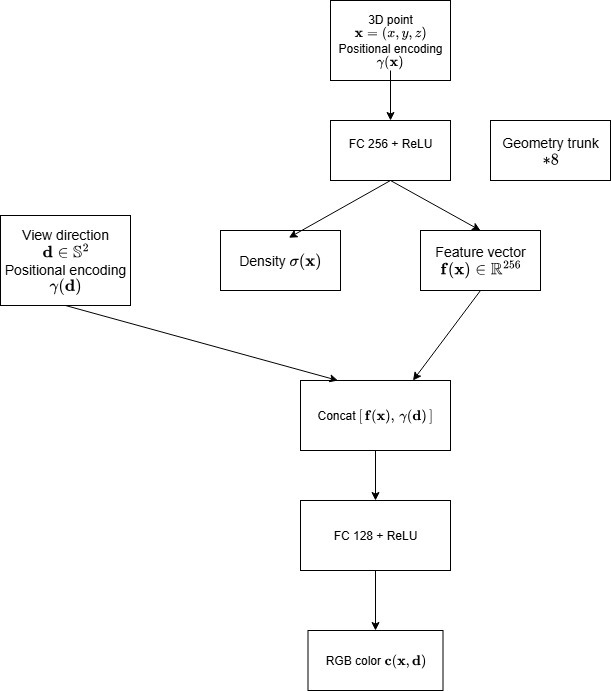 3D point
𝐱 = (x, y, z)
Positional encoding
γ(𝐱)
FC 256 + ReLU
Geometry trunk
*8
View direction
𝐝 ∈ 𝕊²
Positional encoding
γ(𝐝)
Density σ(𝐱)
Feature vector
𝐟(𝐱) ∈ ℝ²⁵⁶
Concat [ 𝐟(𝐱), γ(𝐝) ]
FC 128 + ReLU
RGB color 𝐜(𝐱, 𝐝)